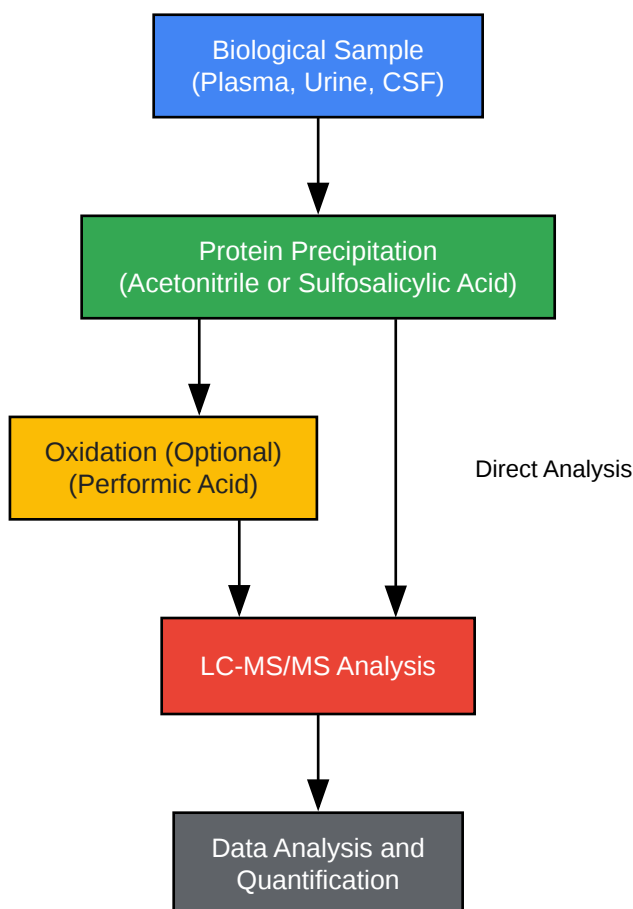 Biological Sample
(Plasma, Urine, CSF)
Protein Precipitation
(Acetonitrile or Sulfosalicylic Acid)
Oxidation (Optional)
(Performic Acid)
Direct Analysis
LC-MS/MS Analysis
Data Analysis and
Quantification